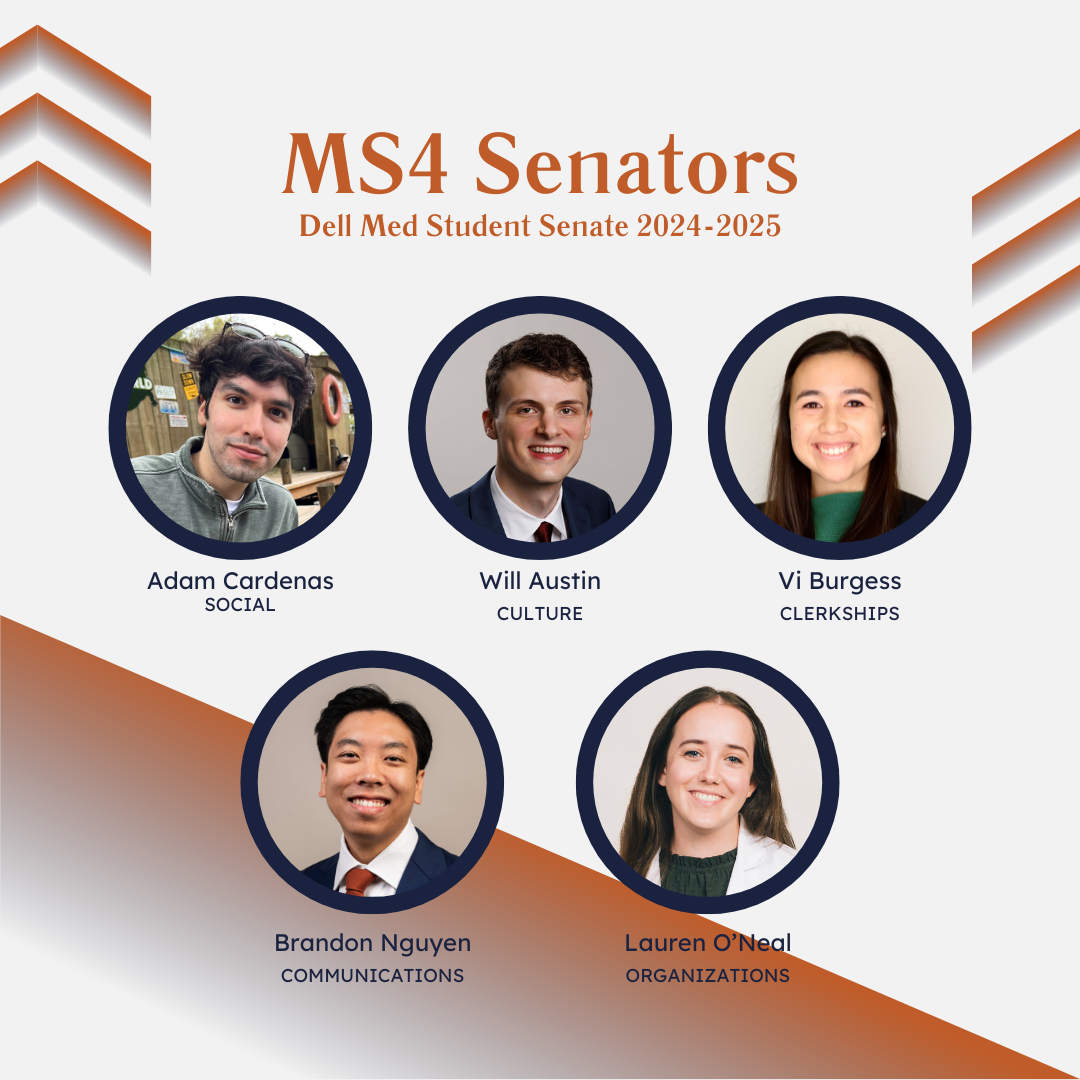 MS4 Senators
Dell Med Student Senate 2024-2025
Adam Cardenas
SOCIAL
Will Austin
CULTURE
Vi Burgess
CLERKSHIPS
Brandon Nguyen
COMMUNICATIONS
Lauren O’Neal
ORGANIZATIONS